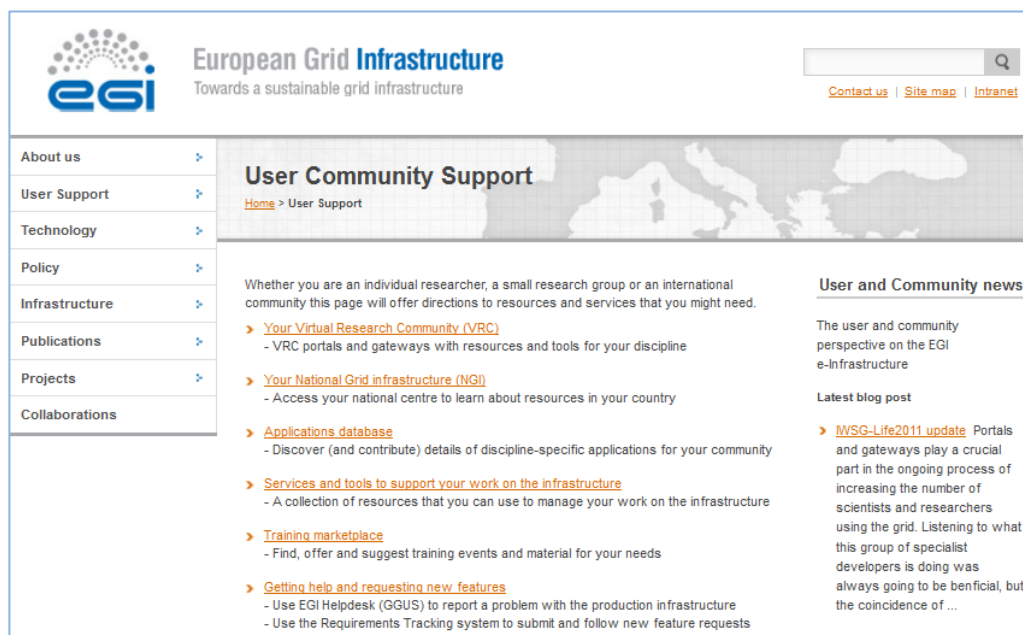 egi
European Grid Infrastructure
Towards a sustainable grid infrastructure
Contact us | Site map | Intranet
About us
User Support
Technology
Policy
Infrastructure
Publications
Projects
Collaborations
User Community Support
Home > User Support
Whether you are an individual researcher, a small research group or an international
community this page will offer directions to resources and services that you might need.
Your Virtual Research Community (VRC)
- VRC portals and gateways with resources and tools for your discipline
Your National Grid infrastructure (NGI)
- Access your national centre to learn about resources in your country
Applications database
- Discover (and contribute) details of discipline-specific applications for your community
Services and tools to support your work on the infrastructure
- A collection of resources that you can use to manage your work on the infrastructure
Training marketplace
- Find, offer and suggest training events and material for your needs
Getting help and requesting new features
- Use EGI Helpdesk (GGUS) to report a problem with the production infrastructure
- Use the Requirements Tracking system to submit and follow new feature requests
User and Community news
The user and community
perspective on the EGI
e-Infrastructure
Latest blog post
IWSG-Life2011 update Portals
and gateways play a crucial
part in the ongoing process of
increasing the number of
scientists and researchers
using the grid. Listening to what
this group of specialist
developers is doing was
always going to be benficial, but
the coincidence of ...